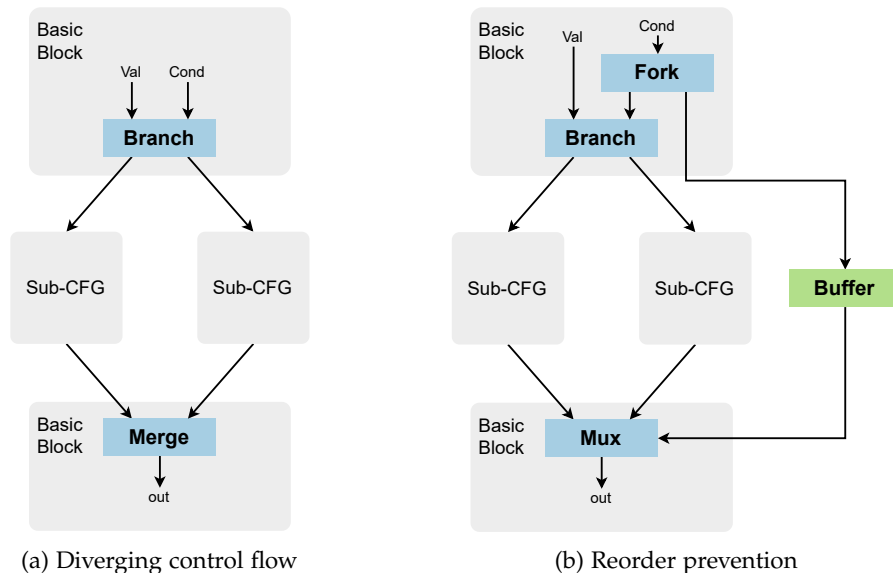 Basic
Block
Val
Cond
Branch
Sub-CFG
Sub-CFG
Basic
Block
Merge
out
(a) Diverging control flow
Basic
Block
Val
Cond
Fork
Branch
Sub-CFG
Sub-CFG
Buffer
Basic
Block
Mux
out
(b) Reorder prevention